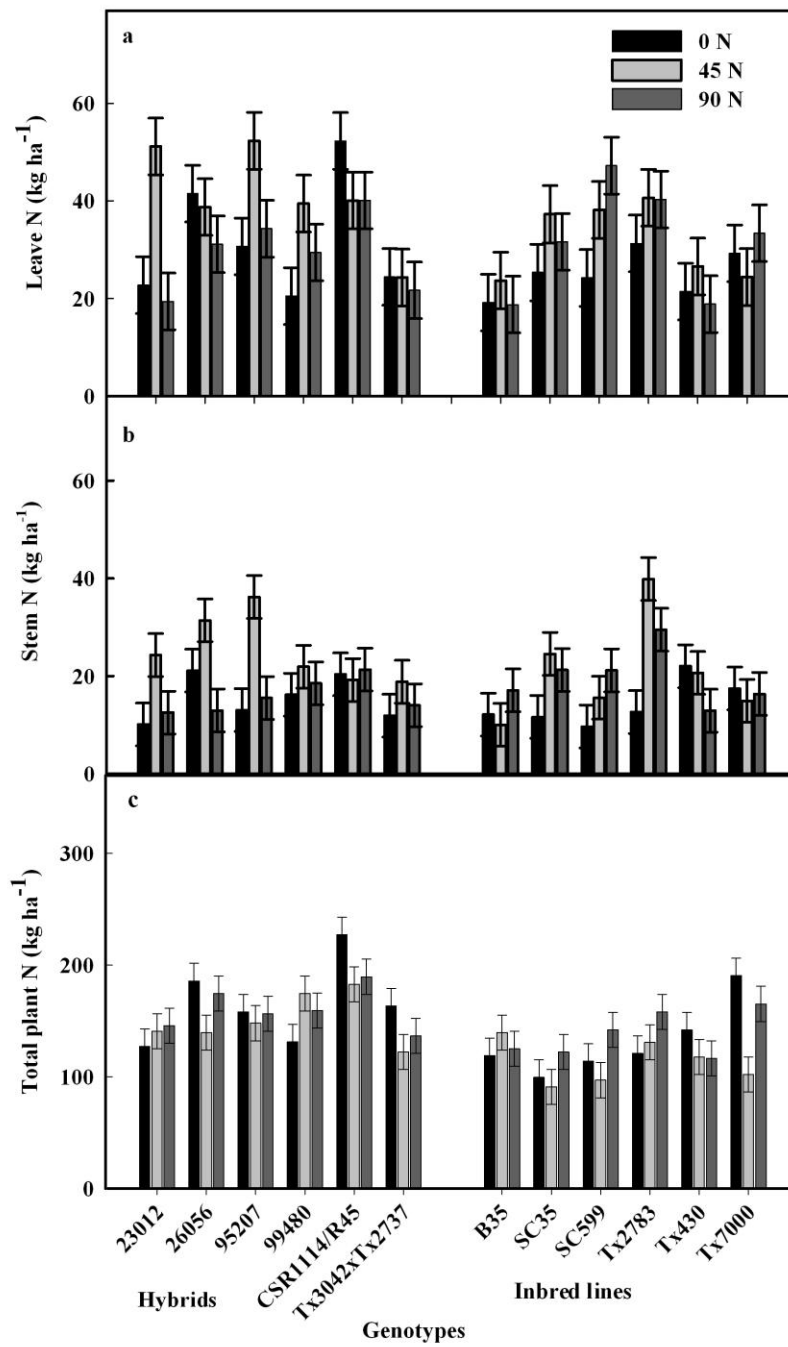 a
0 N
45 N
90 N
Leave N (kg ha-1)
60
40
20
0
b
Stem N (kg ha-1)
60
40
20
0
c
Total plant N (kg ha-1)
300
200
100
0
23012
26056
95207
99480
CSR1114/R45
Tx3042xTx2737
B35
SC35
SC599
Tx2783
Tx430
Tx7000
Hybrids
Inbred lines
Genotypes